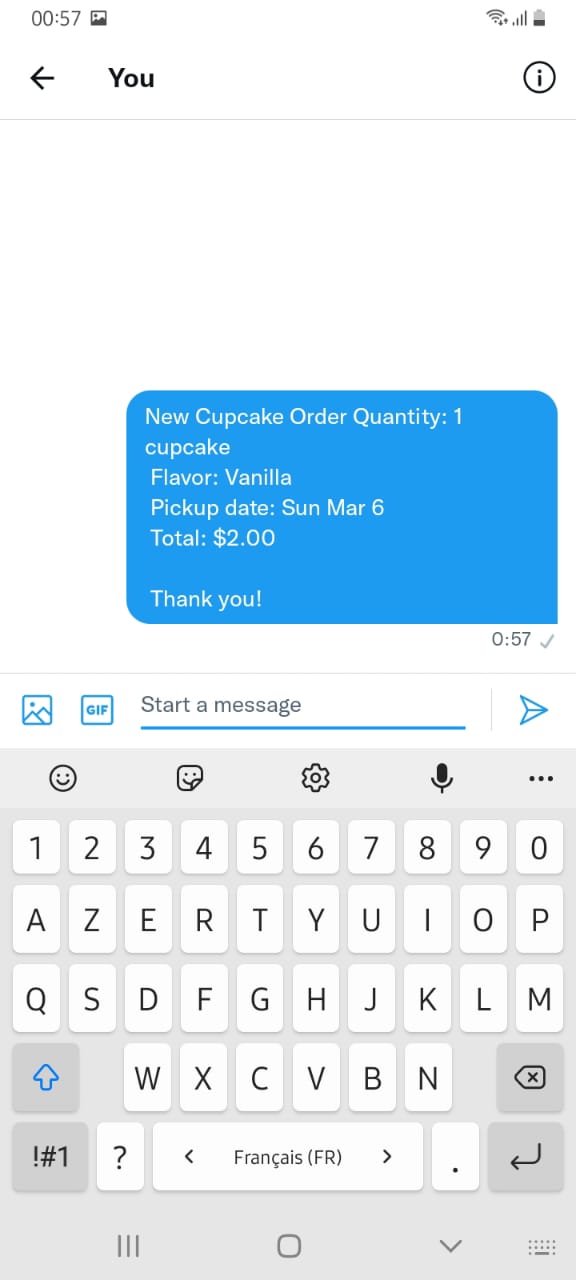 00:57
You
New Cupcake Order Quantity: 1
cupcake
Flavor: Vanilla
Pickup date: Sun Mar 6
Total: $2.00
Thank you!
0:57
GIF Start a message
1 2 3 4 5 6 7 8 9 0
A Z E R T Y U I O P
Q S D F G H J K L M
W X C V B N
!#1 ? < Français (FR) > .